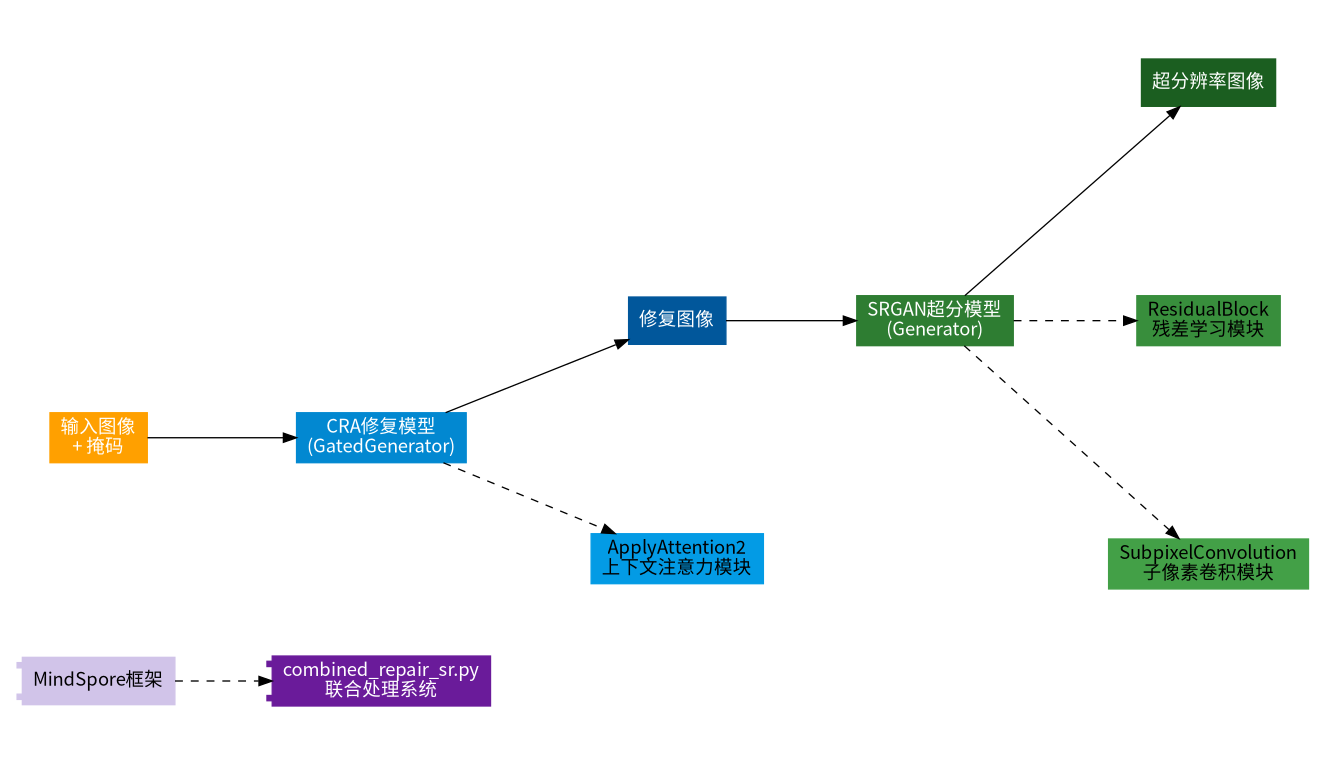 超分辨率图像
修复图像
SRGAN超分模型
(Generator)
ResidualBlock
残差学习模块
输入图像
+ 掩码
CRA修复模型
(GatedGenerator)
ApplyAttention2
上下文注意力模块
SubpixelConvolution
子像素卷积模块
MindSpore框架
combined_repair_sr.py
联合处理系统